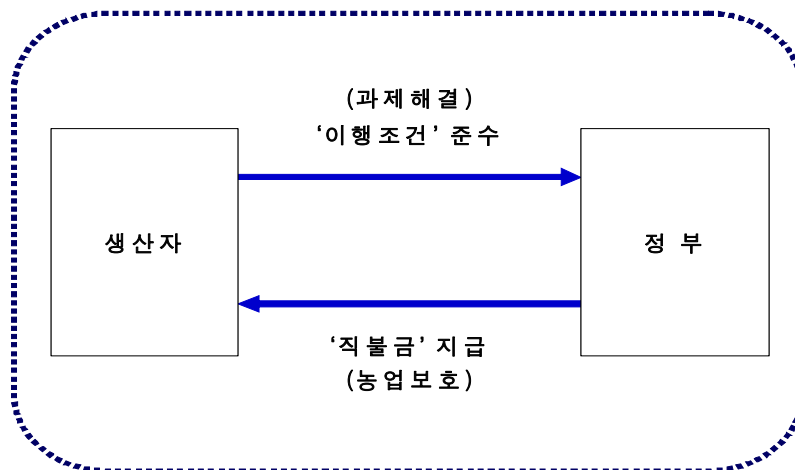 (과제해결)
‘이행조건’ 준수
생산자
정 부
‘직불금’ 지급
(농업보호)